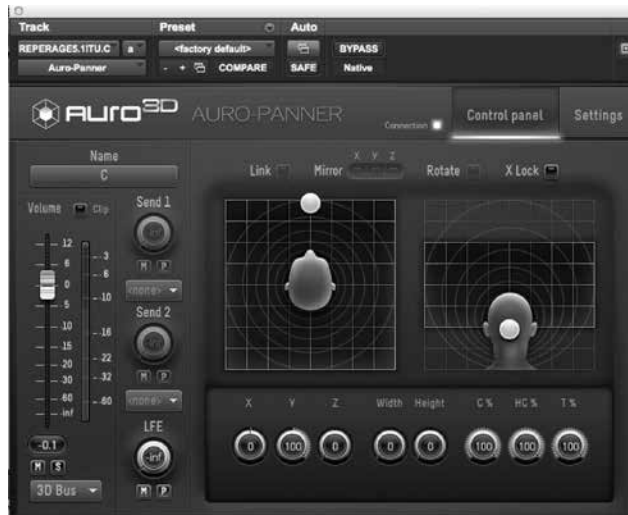 Track Preset Auto
REPERAGE5.1ITU.C a <factory default> BYPASS
Auro-Panner - + COMPARE SAFE Native
AURO3D AURO-PANNER Connection Control panel Settings
Name
C
Link Mirror X Y Z Rotate X Lock
Volume Clip Send 1
12
6
0
5
10
15
20
30
60
-inf
-3
-6
-10
-16
-22
-32
-60
M P
<none>
Send 2
M P
<none>
LFE
-inf
M P
X Y Z Width Height C % HC % T %
0 100 0 0 0 100 100 100
-0.1
M S
3D Bus